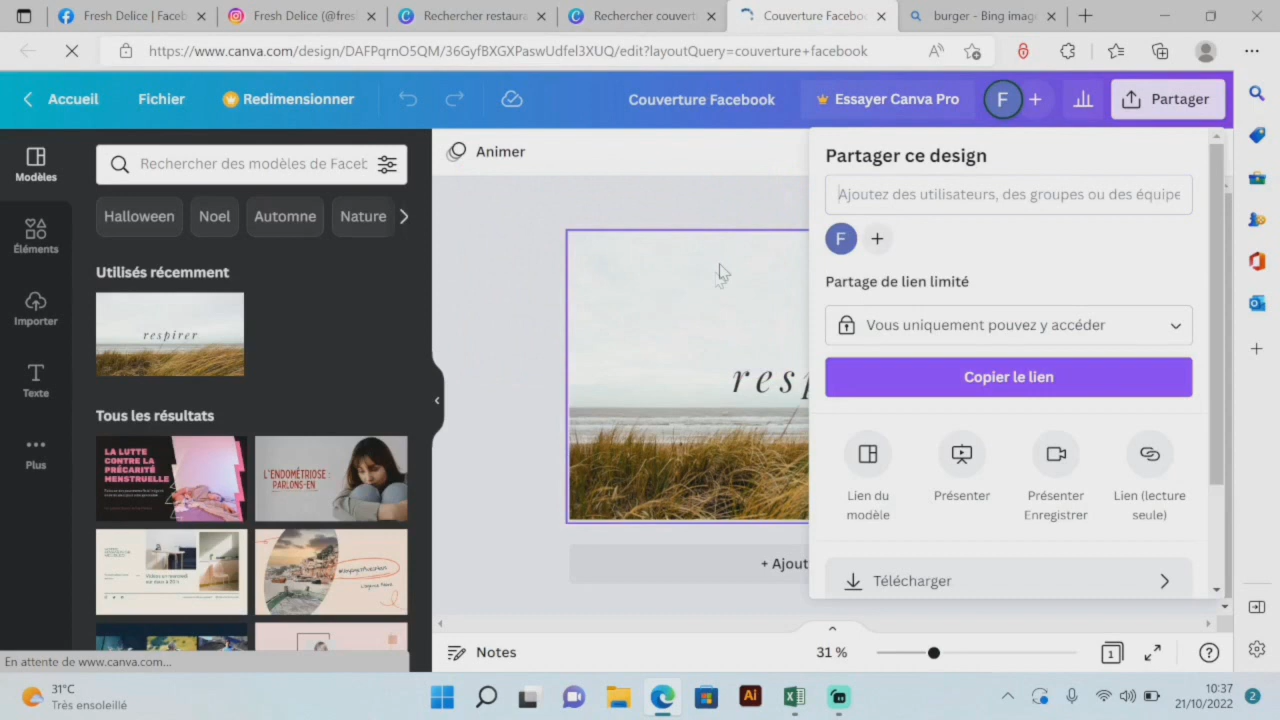 Fresh Delice | Facel
Fresh Delice (@fres
Rechercher restaura
Rechercher couvert
Couverture Faceboo
burger - Bing image
https://www.canva.com/design/DAFPqrnO5QM/36GyfBXGXPaswUdfel3XUQ/edit?layoutQuery=couverture+facebook
Accueil
Fichier
Redimensionner
Couverture Facebook
Essayer Canva Pro
F
Partager
Modèles
Éléments
Importer
Texte
Plus
Rechercher des modèles de Faceb
Halloween
Noel
Automne
Nature
Utilisés récemment
respirer
Tous les résultats
LA LUTTE
CONTRE LA
PRÉCARITÉ
MENSTRUELLE
L'ENDOMÉTRIOSE :
PARLONS-EN
Animer
resp
+ Ajout
Partager ce design
Ajoutez des utilisateurs, des groupes ou des équipe
F
Partage de lien limité
Vous uniquement pouvez y accéder
Copier le lien
Lien du
modèle
Présenter
Présenter
Enregistrer
Lien (lecture
seule)
Télécharger
En attente de www.canva.com...
Notes
31 %
1
31°C
Très ensoleillé
Ai
10:37
21/10/2022
2